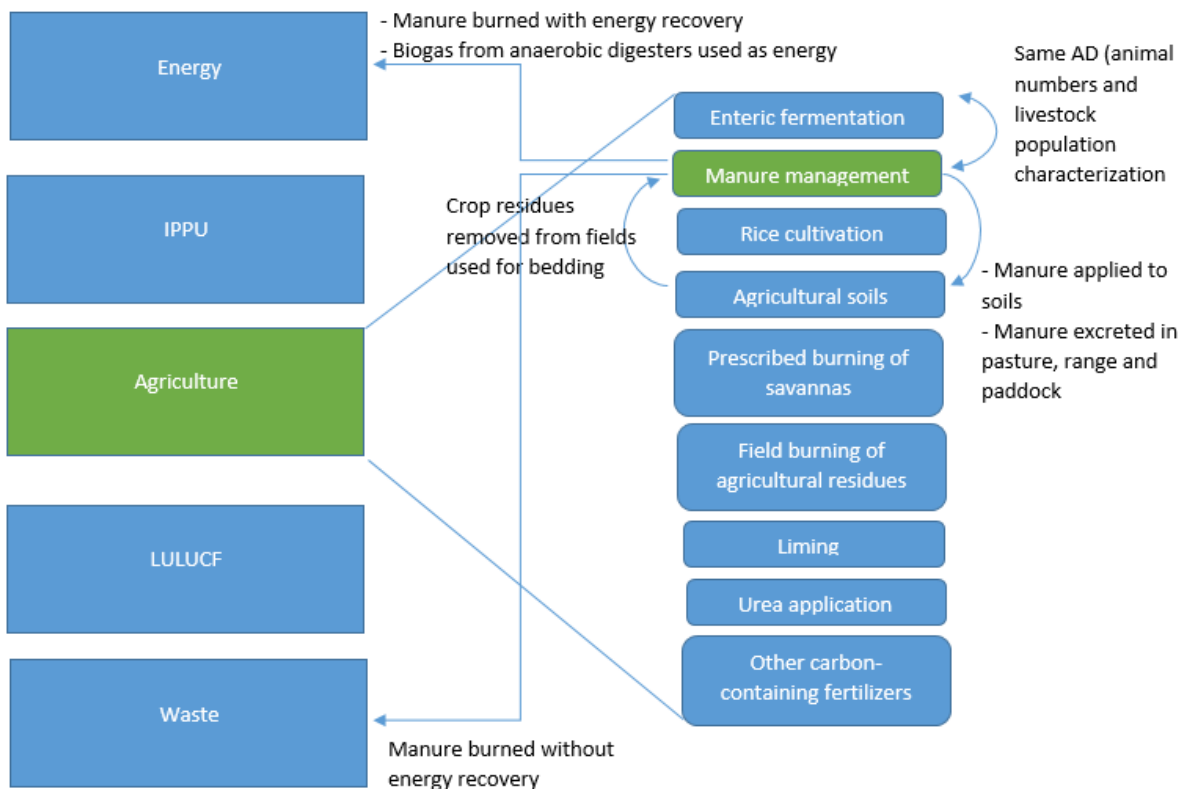 - Manure burned with energy recovery
- Biogas from anaerobic digesters used as energy
Energy
IPPU
Agriculture
LULUCF
Waste
Crop residues
removed from fields
used for bedding
Manure burned without
energy recovery
Enteric fermentation
Manure management
Rice cultivation
Agricultural soils
Prescribed burning of
savannas
Field burning of
agricultural residues
Liming
Urea application
Other carbon-
containing fertilizers
Same AD (animal
numbers and
livestock
population
characterization
- Manure applied to
soils
- Manure excreted in
pasture, range and
paddock